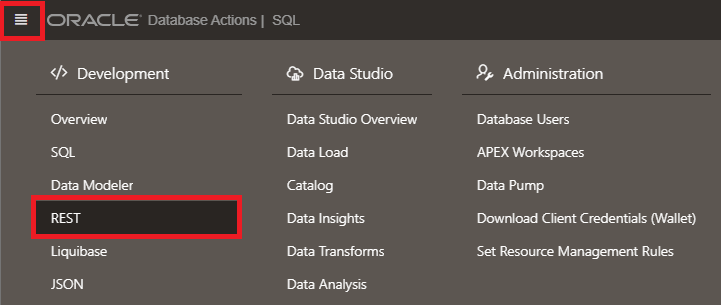 ORACLE Database Actions | SQL
Development
Overview
SQL
Data Modeler
REST
Liquibase
JSON
Data Studio
Data Studio Overview
Data Load
Catalog
Data Insights
Data Transforms
Data Analysis
Administration
Database Users
APEX Workspaces
Data Pump
Download Client Credentials (Wallet)
Set Resource Management Rules